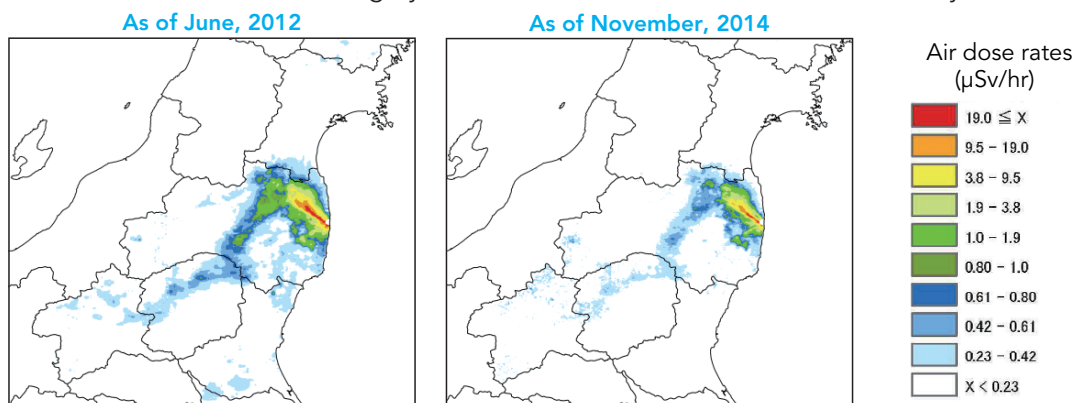 As of June, 2012
As of November, 2014
Air dose rates
(μSv/hr)
19.0 ≦ X
9.5 – 19.0
3.8 – 9.5
1.9 – 3.8
1.0 – 1.9
0.80 – 1.0
0.61 – 0.80
0.42 – 0.61
0.23 – 0.42
X < 0.23